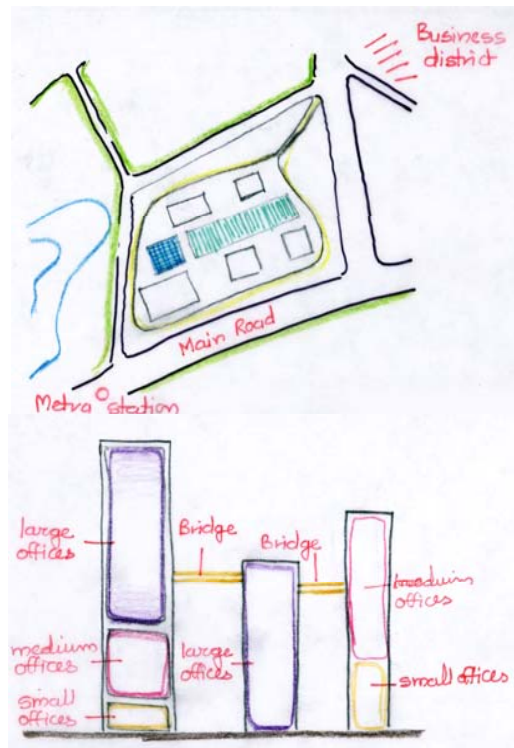 Business
district
Main Road
Metro station
large
offices
Bridge
Bridge
medium
offices
medium
offices
large
offices
small
offices
small offices